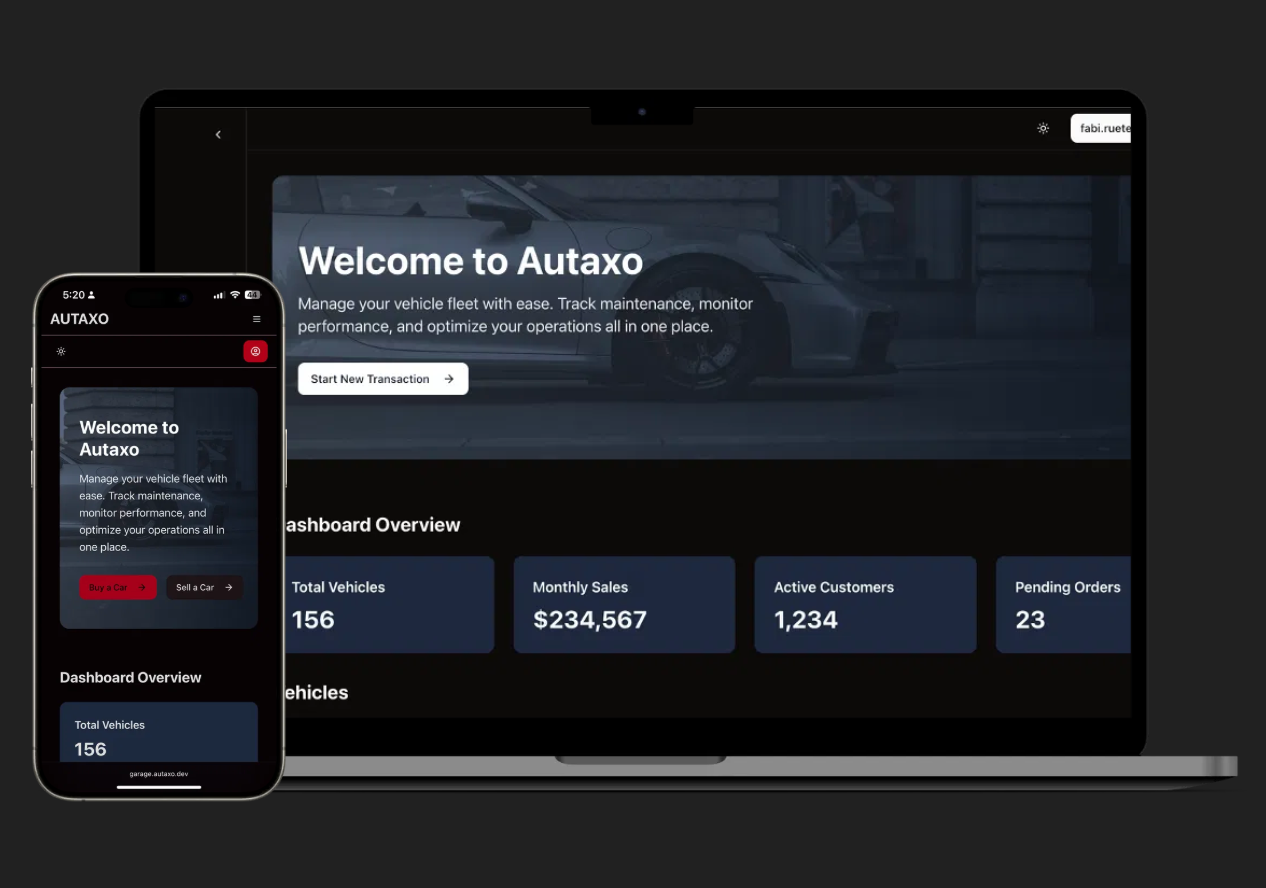 fabi.ruete
Welcome to Autaxo
Manage your vehicle fleet with ease. Track maintenance, monitor
performance, and optimize your operations all in one place.
Start New Transaction
ashboard Overview
Total Vehicles
156
Monthly Sales
$234,567
Active Customers
1,234
Pending Orders
23
ehicles
5:20
44
AUTAXO
Welcome to
Autaxo
Manage your vehicle fleet with
ease. Track maintenance,
monitor performance, and
optimize your operations all in
one place.
Buy a Car
Sell a Car
Dashboard Overview
Total Vehicles
156
garage.autaxo.dev